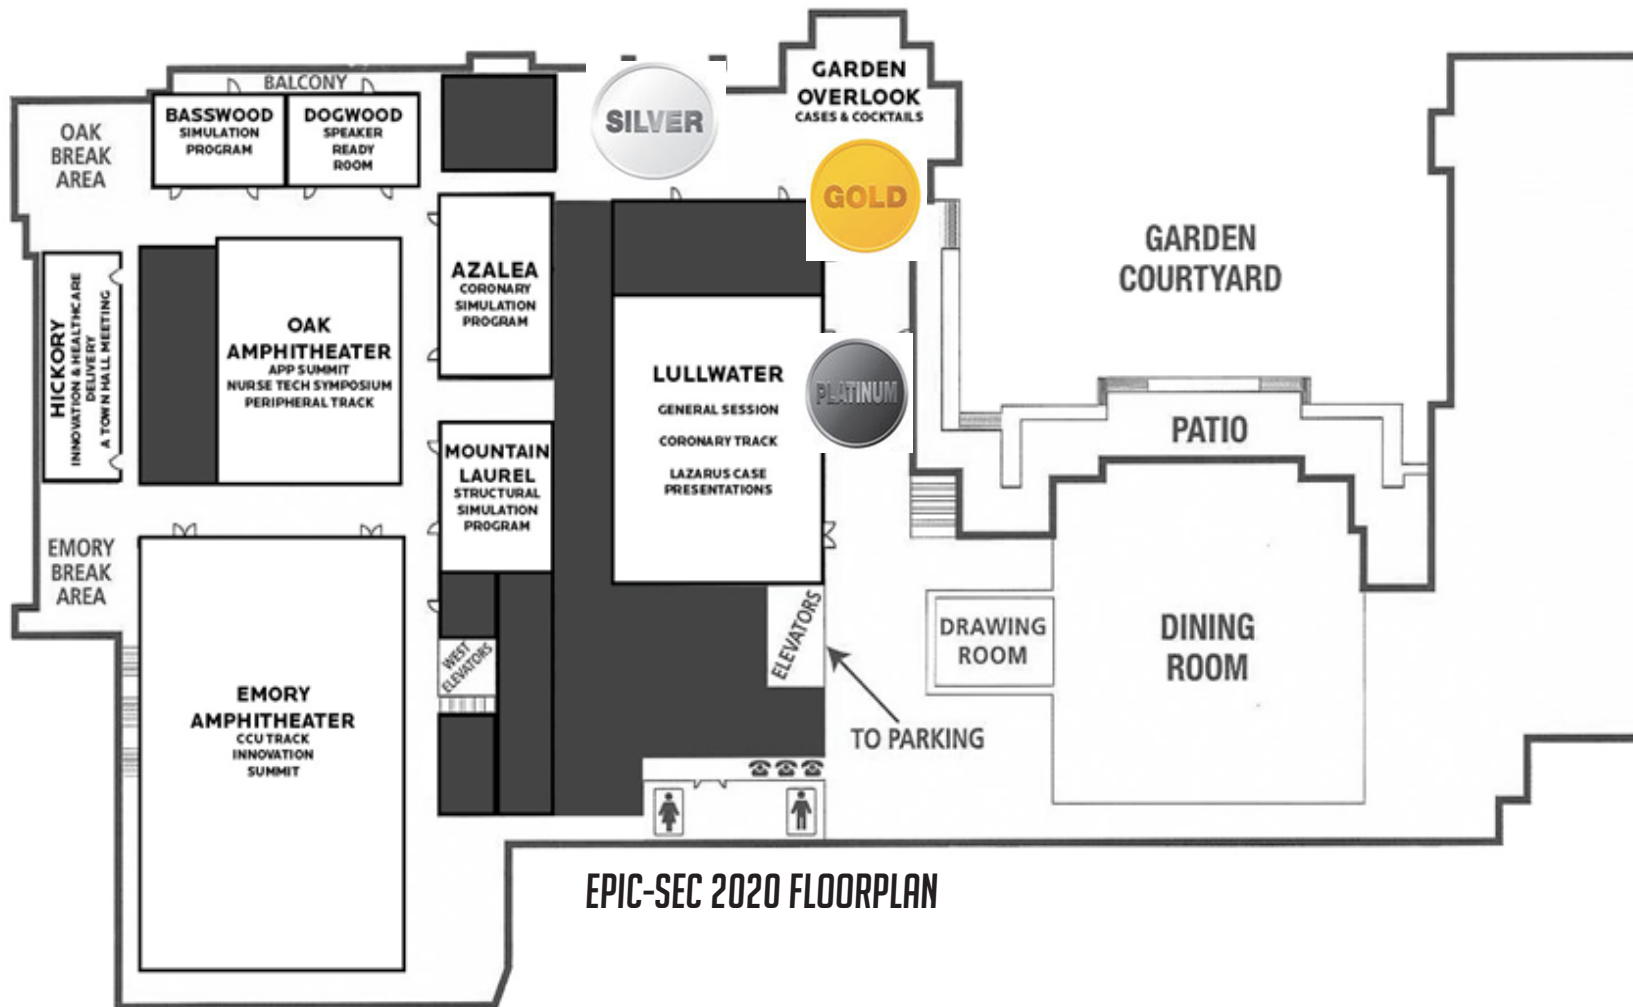 BALCONY
OAK
BREAK
AREA
BASSWOOD
SIMULATION
PROGRAM
DOGWOOD
SPEAKER
READY
ROOM
SILVER
GARDEN
OVERLOOK
CASES & COCKTAILS
GOLD
GARDEN
COURTYARD
HICKORY
INNOVATION & HEALTHCARE
DELIVERY
A TOWN HALL MEETING
OAK
AMPHITHEATER
APP SUMMIT
NURSE TECH SYMPOSIUM
PERIPHERAL TRACK
AZALEA
CORONARY
SIMULATION
PROGRAM
LULLWATER
GENERAL SESSION
CORONARY TRACK
LAZARUS CASE
PRESENTATIONS
PLATINUM
PATIO
MOUNTAIN
LAUREL
STRUCTURAL
SIMULATION
PROGRAM
EMORY
BREAK
AREA
WEST
ELEVATORS
ELEVATORS
DRAWING
ROOM
DINING
ROOM
TO PARKING
EMORY
AMPHITHEATER
CCU TRACK
INNOVATION
SUMMIT
EPIC-SEC 2020 FLOORPLAN